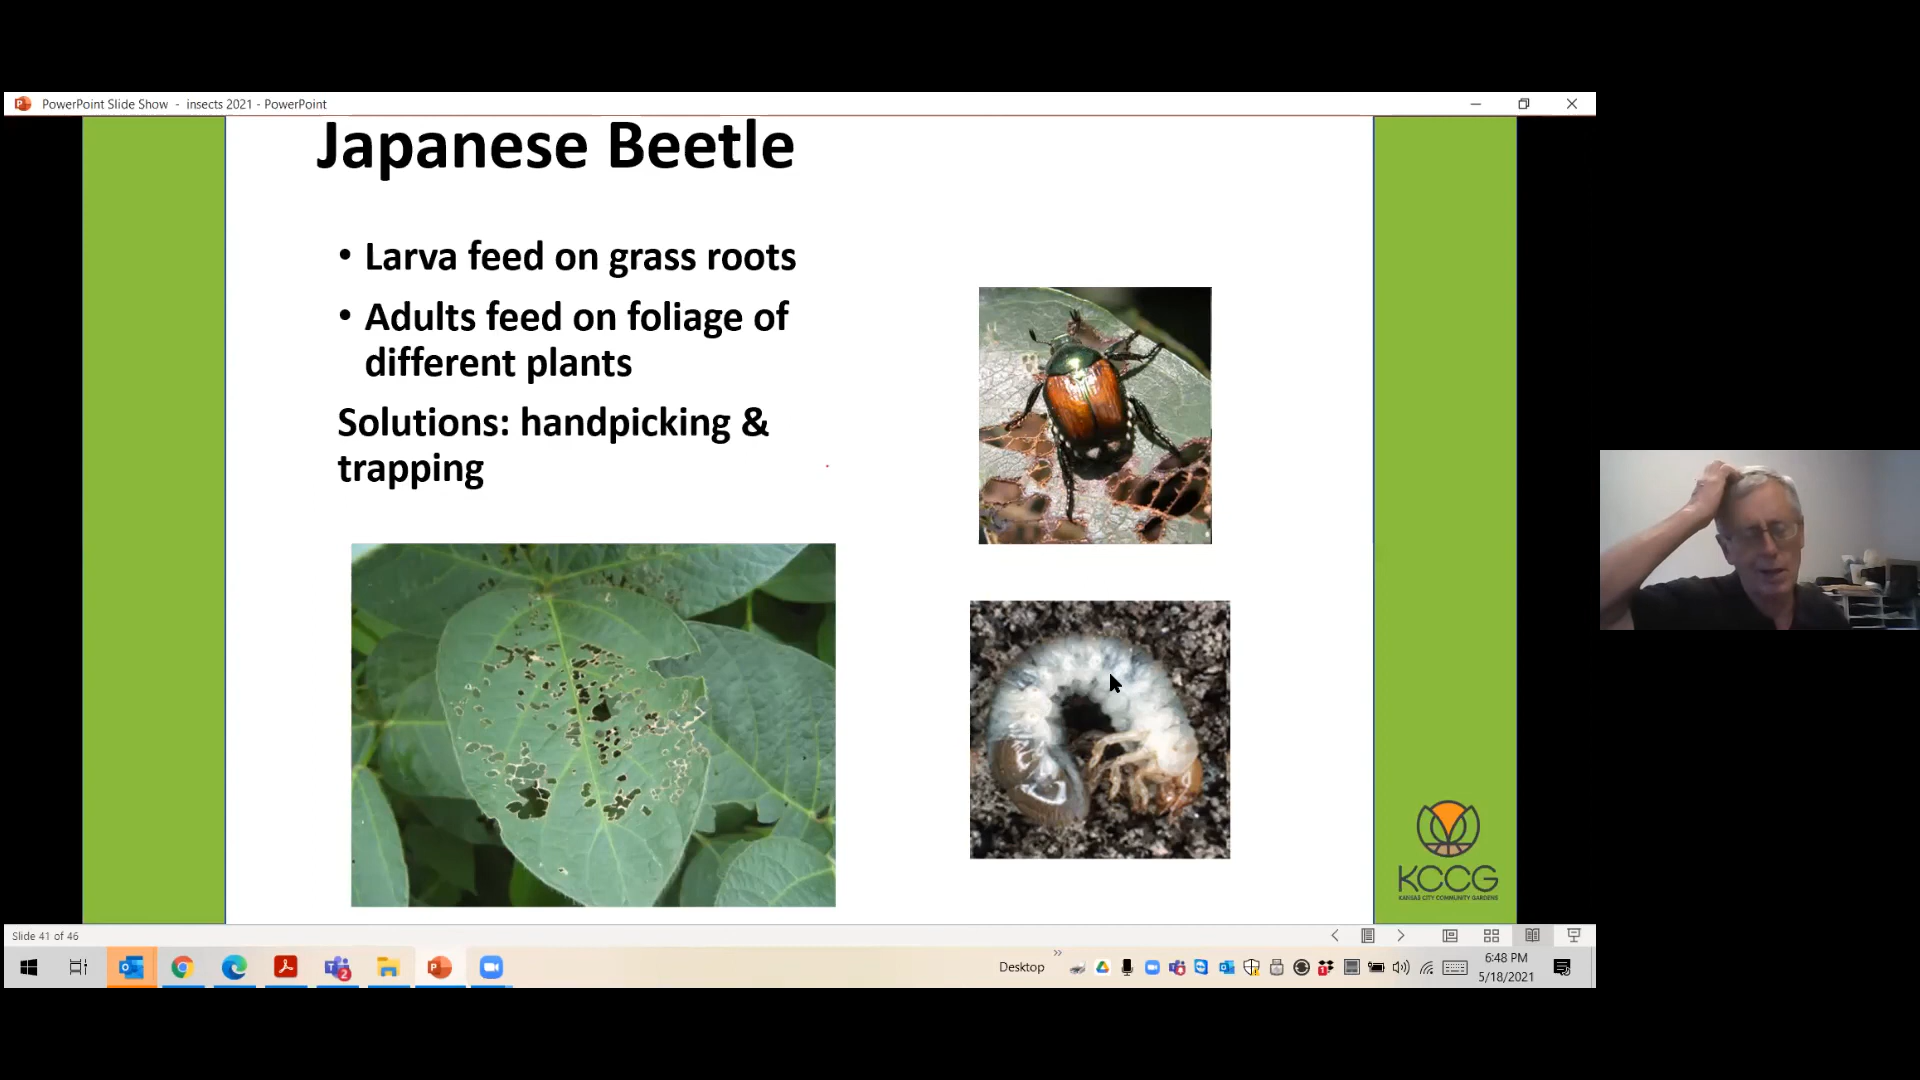 PowerPoint Slide Show - insects 2021 - PowerPoint
Japanese Beetle
• Larva feed on grass roots
• Adults feed on foliage of
different plants
Solutions: handpicking &
trapping
KCCG
KANSAS CITY COMMUNITY GARDENS
Slide 41 of 46
2
Desktop
6:48 PM
5/18/2021